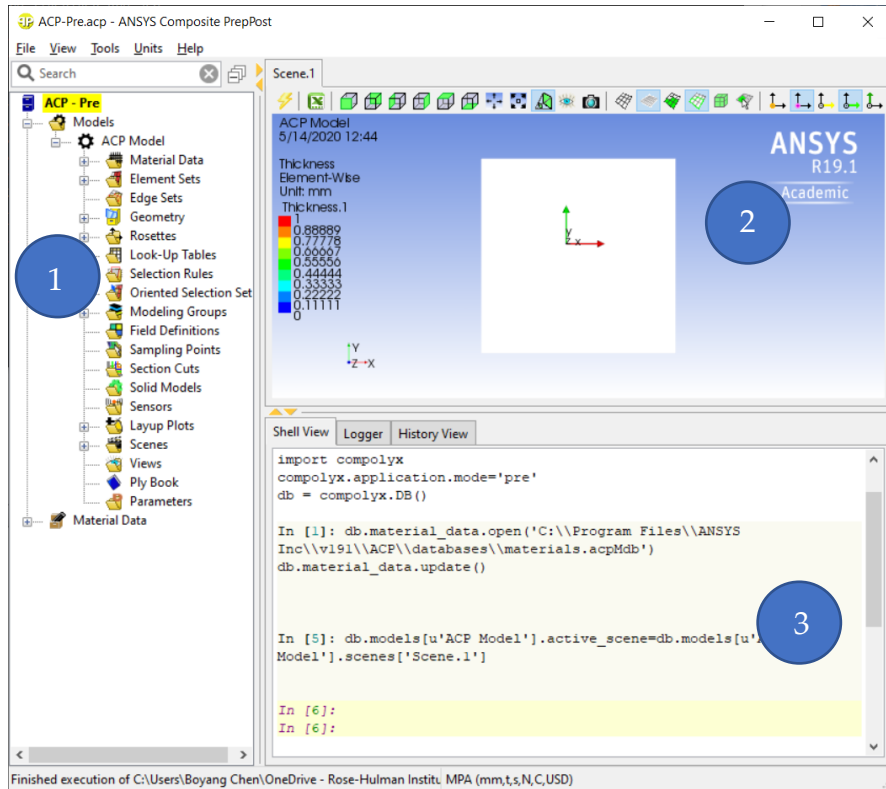 ACP-Pre.acp - ANSYS Composite PrepPost
File View Tools Units Help
Search
ACP - Pre
Models
ACP Model
Material Data
Element Sets
Edge Sets
Geometry
Rosettes
Look-Up Tables
Selection Rules
Oriented Selection Set
Modeling Groups
Field Definitions
Sampling Points
Section Cuts
Solid Models
Sensors
Layup Plots
Scenes
Views
Ply Book
Parameters
Material Data
1
Scene.1
ACP Model
5/14/2020 12:44
Thickness
Element-Wise
Unit: mm
Thickness.1
1
0.88889
0.77778
0.66667
0.55556
0.44444
0.33333
0.22222
0.11111
0
ANSYS
R19.1
Academic
2
y
z x
Y
Z X
Shell View Logger History View
import compolyx
compolyx.application.mode='pre'
db = compolyx.DB()
In [1]: db.material_data.open('C:\\Program Files\\ANSYS
Inc\\v191\\ACP\\databases\\materials.acpMdb')
db.material_data.update()
3
In [5]: db.models[u'ACP Model'].active_scene=db.models[u'
Model'].scenes['Scene.1']
In [6]:
In [6]:
Finished execution of C:\Users\Boyang Chen\OneDrive - Rose-Hulman Institu MPA (mm,t,s,N,C,USD)